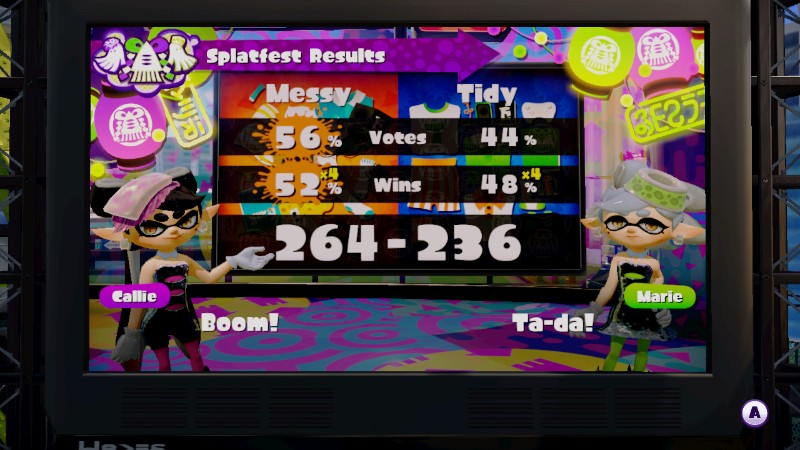 Splatfest Results
Messy Tidy
56% Votes 44%
52% x4 Wins 48% x4
264-236
Callie Marie
Boom! Ta-da!
A